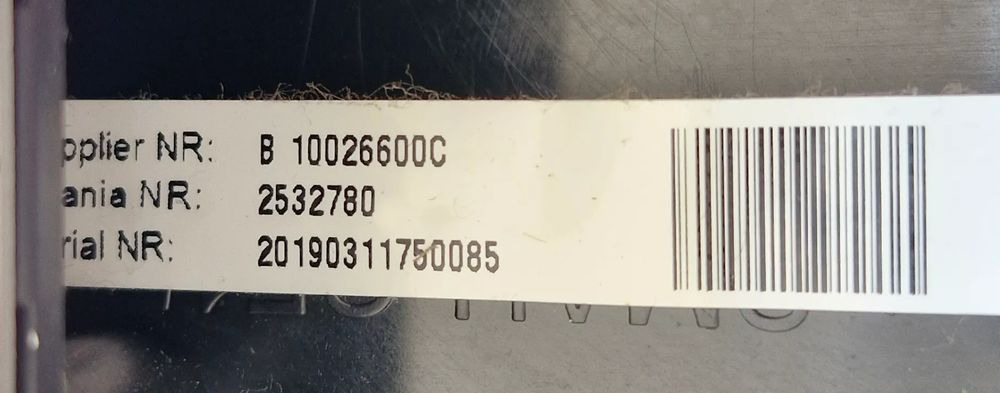 pplier NR: B 10026600C
ania NR: 2532780
rial NR: 20190311750085